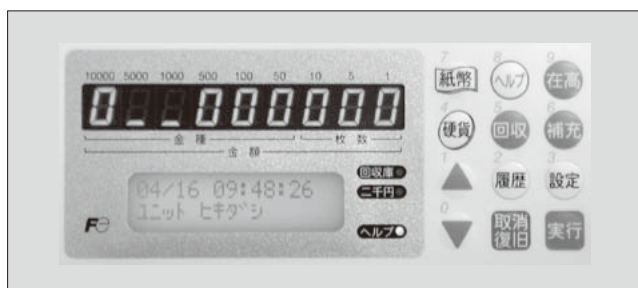 10000 5000 1000 500 100 50 10 5 1
0__000000
金種 枚数
金額
回収庫
二千円
ヘルプ
04/16 09:48:26
ユニット ヒキダシ
Fe
7 8 9
紙幣 ヘルプ 在高
4 5 6
硬貨 回収 補充
1 2 3
履歴 設定
0
取消
復旧
実行